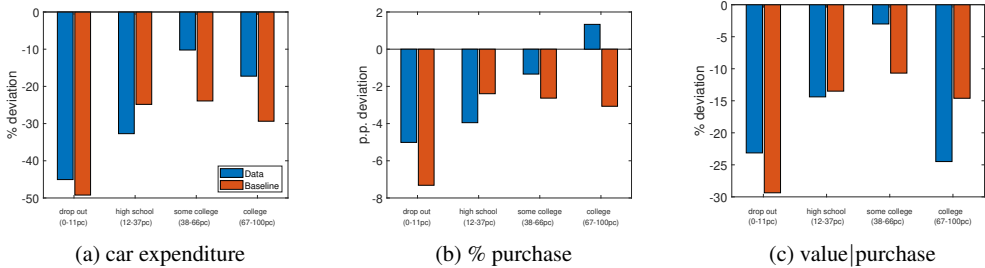 0
-10
-20
-30
-40
-50
% deviation
Data
Baseline
drop out
(0-11pc)
high school
(12-37pc)
some college
(38-66pc)
college
(67-100pc)
(a) car expenditure
2
0
-2
-4
-6
-8
p.p. deviation
drop out
(0-11pc)
high school
(12-37pc)
some college
(38-66pc)
college
(67-100pc)
(b) % purchase
0
-5
-10
-15
-20
-25
-30
% deviation
drop out
(0-11pc)
high school
(12-37pc)
some college
(38-66pc)
college
(67-100pc)
(c) value|purchase